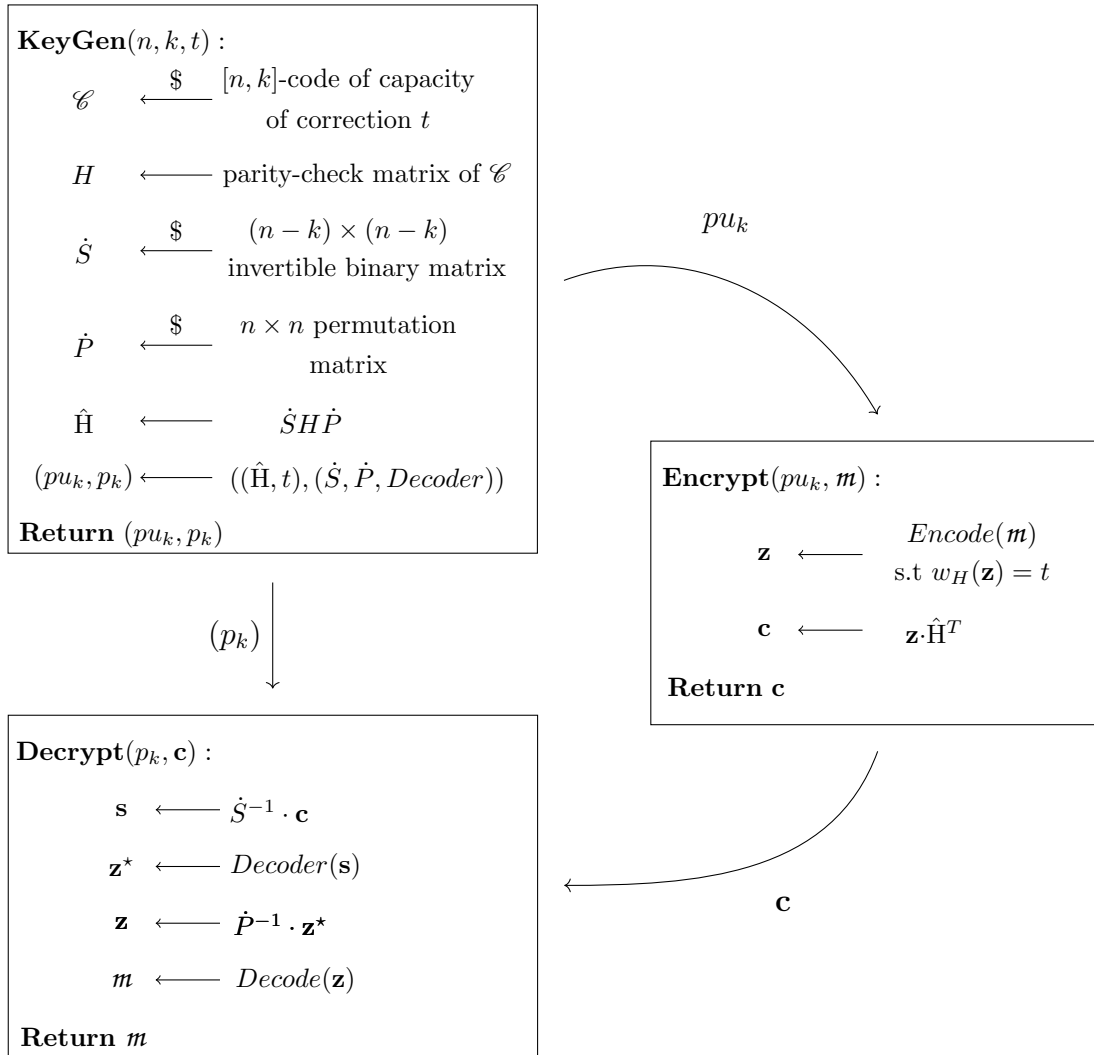 KeyGen(n, k, t) :
𝒞 ←$ [n, k]-code of capacity
of correction t
H ← parity-check matrix of 𝒞
Ṡ ←$ (n − k) × (n − k)
invertible binary matrix
Ṗ ←$ n × n permutation
matrix
Ĥ ← ṠHṖ
(pu_k, p_k) ← ((Ĥ, t), (Ṡ, Ṗ, Decoder))
Return (pu_k, p_k)
pu_k
Encrypt(pu_k, m) :
z ← Encode(m)
s.t w_H(z) = t
c ← z·Ĥ^T
Return c
(p_k)
Decrypt(p_k, c) :
s ← Ṡ^{−1} · c
z^⋆ ← Decoder(s)
z ← Ṗ^{−1} · z^⋆
m ← Decode(z)
Return m
c